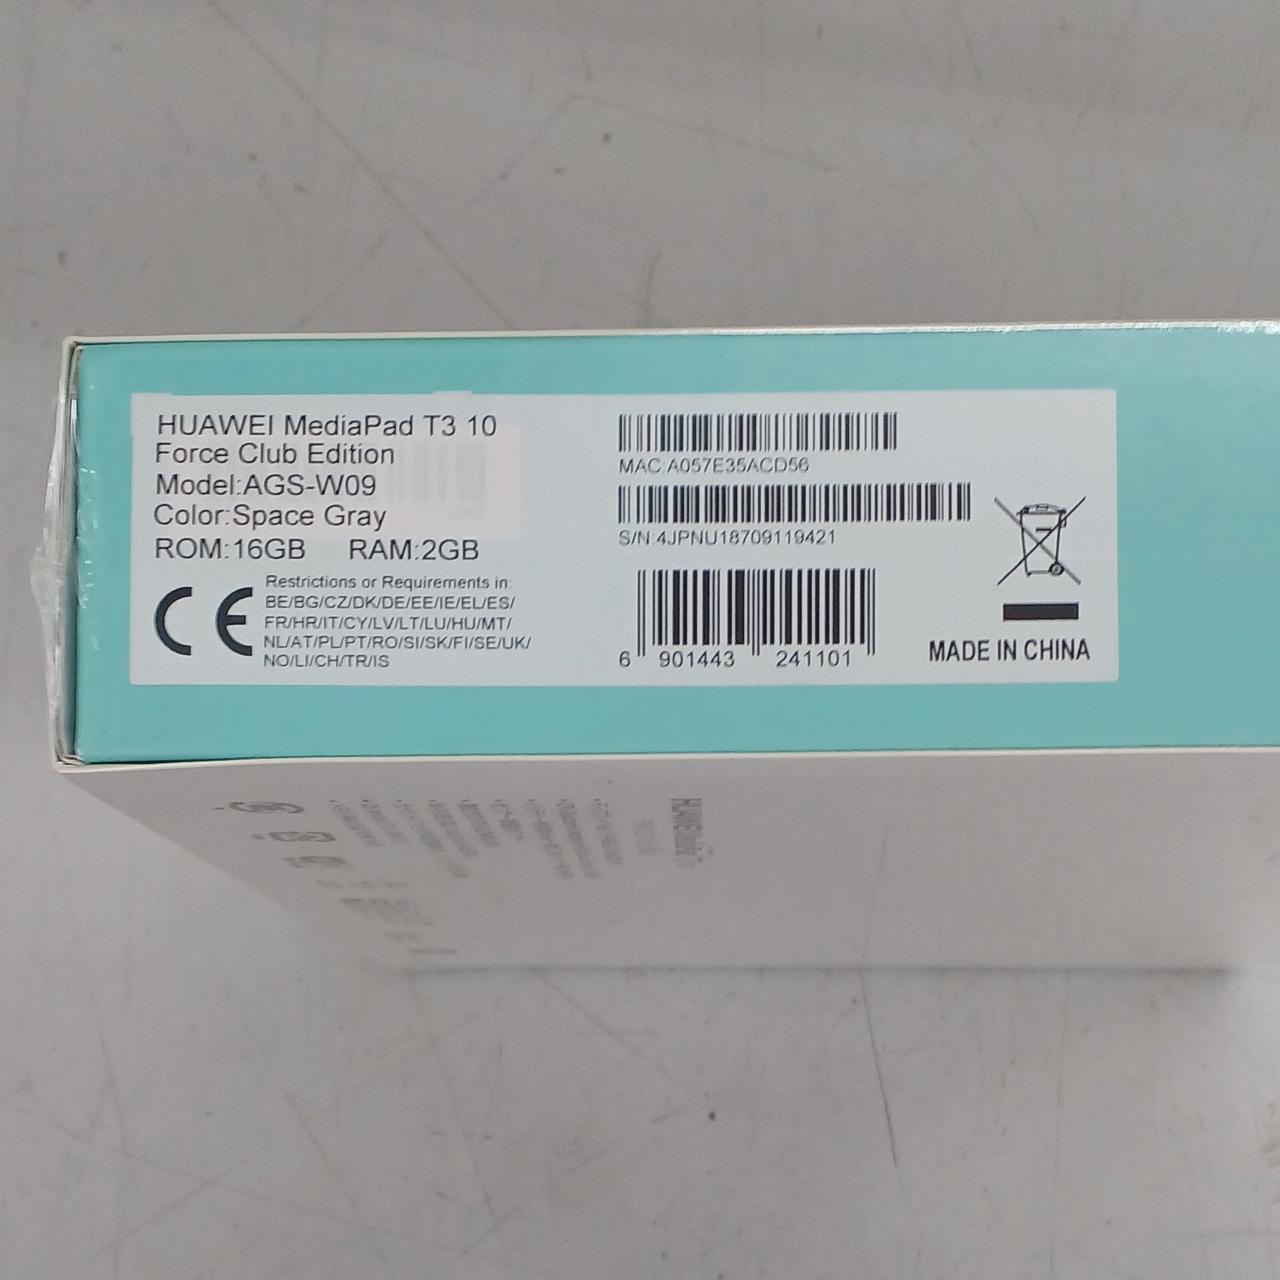 HUAWEI MediaPad T3 10
Force Club Edition
Model:AGS-W09
Color:Space Gray
ROM:16GB RAM:2GB
CE
Restrictions or Requirements in:
BE/BG/CZ/DK/DE/EE/IE/EL/ES/
FR/HR/IT/CY/LV/LT/LU/HU/MT/
NL/AT/PL/PT/RO/SI/SK/FI/SE/UK/
NO/LI/CH/TR/IS
MAC:A057E35ACD56
S/N:4JPNU18709119421
6 901443 241101
MADE IN CHINA
HUAWEI